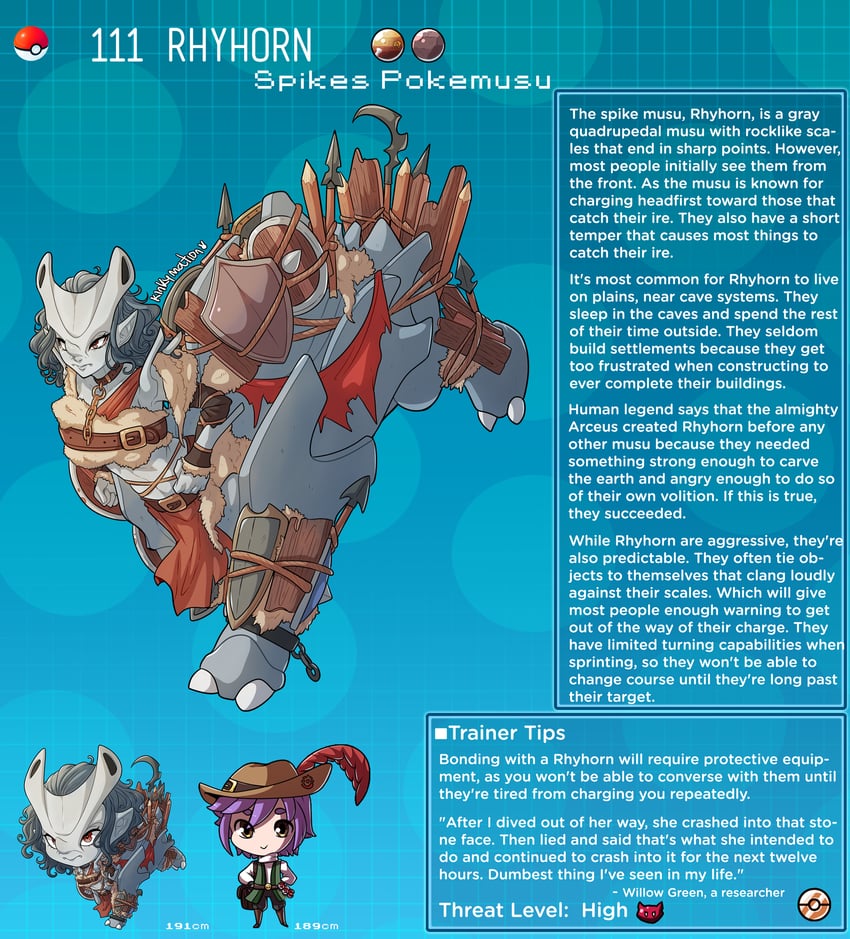 111 RHYHORN
Spikes Pokemusu
The spike musu, Rhyhorn, is a gray
quadrupedal musu with rocklike sca-
les that end in sharp points. However,
most people initially see them from
the front. As the musu is known for
charging headfirst toward those that
catch their ire. They also have a short
temper that causes most things to
catch their ire.
It's most common for Rhyhorn to live
on plains, near cave systems. They
sleep in the caves and spend the rest
of their time outside. They seldom
build settlements because they get
too frustrated when constructing to
ever complete their buildings.
Human legend says that the almighty
Arceus created Rhyhorn before any
other musu because they needed
something strong enough to carve
the earth and angry enough to do so
of their own volition. If this is true,
they succeeded.
While Rhyhorn are aggressive, they're
also predictable. They often tie ob-
jects to themselves that clang loudly
against their scales. Which will give
most people enough warning to get
out of the way of their charge. They
have limited turning capabilities when
sprinting, so they won't be able to
change course until they're long past
their target.
kinkymation
Trainer Tips
Bonding with a Rhyhorn will require protective equip-
ment, as you won't be able to converse with them until
they're tired from charging you repeatedly.
"After I dived out of her way, she crashed into that sto-
ne face. Then lied and said that's what she intended to
do and continued to crash into it for the next twelve
hours. Dumbest thing I've seen in my life."
- Willow Green, a researcher
Threat Level: High
191cm
189cm